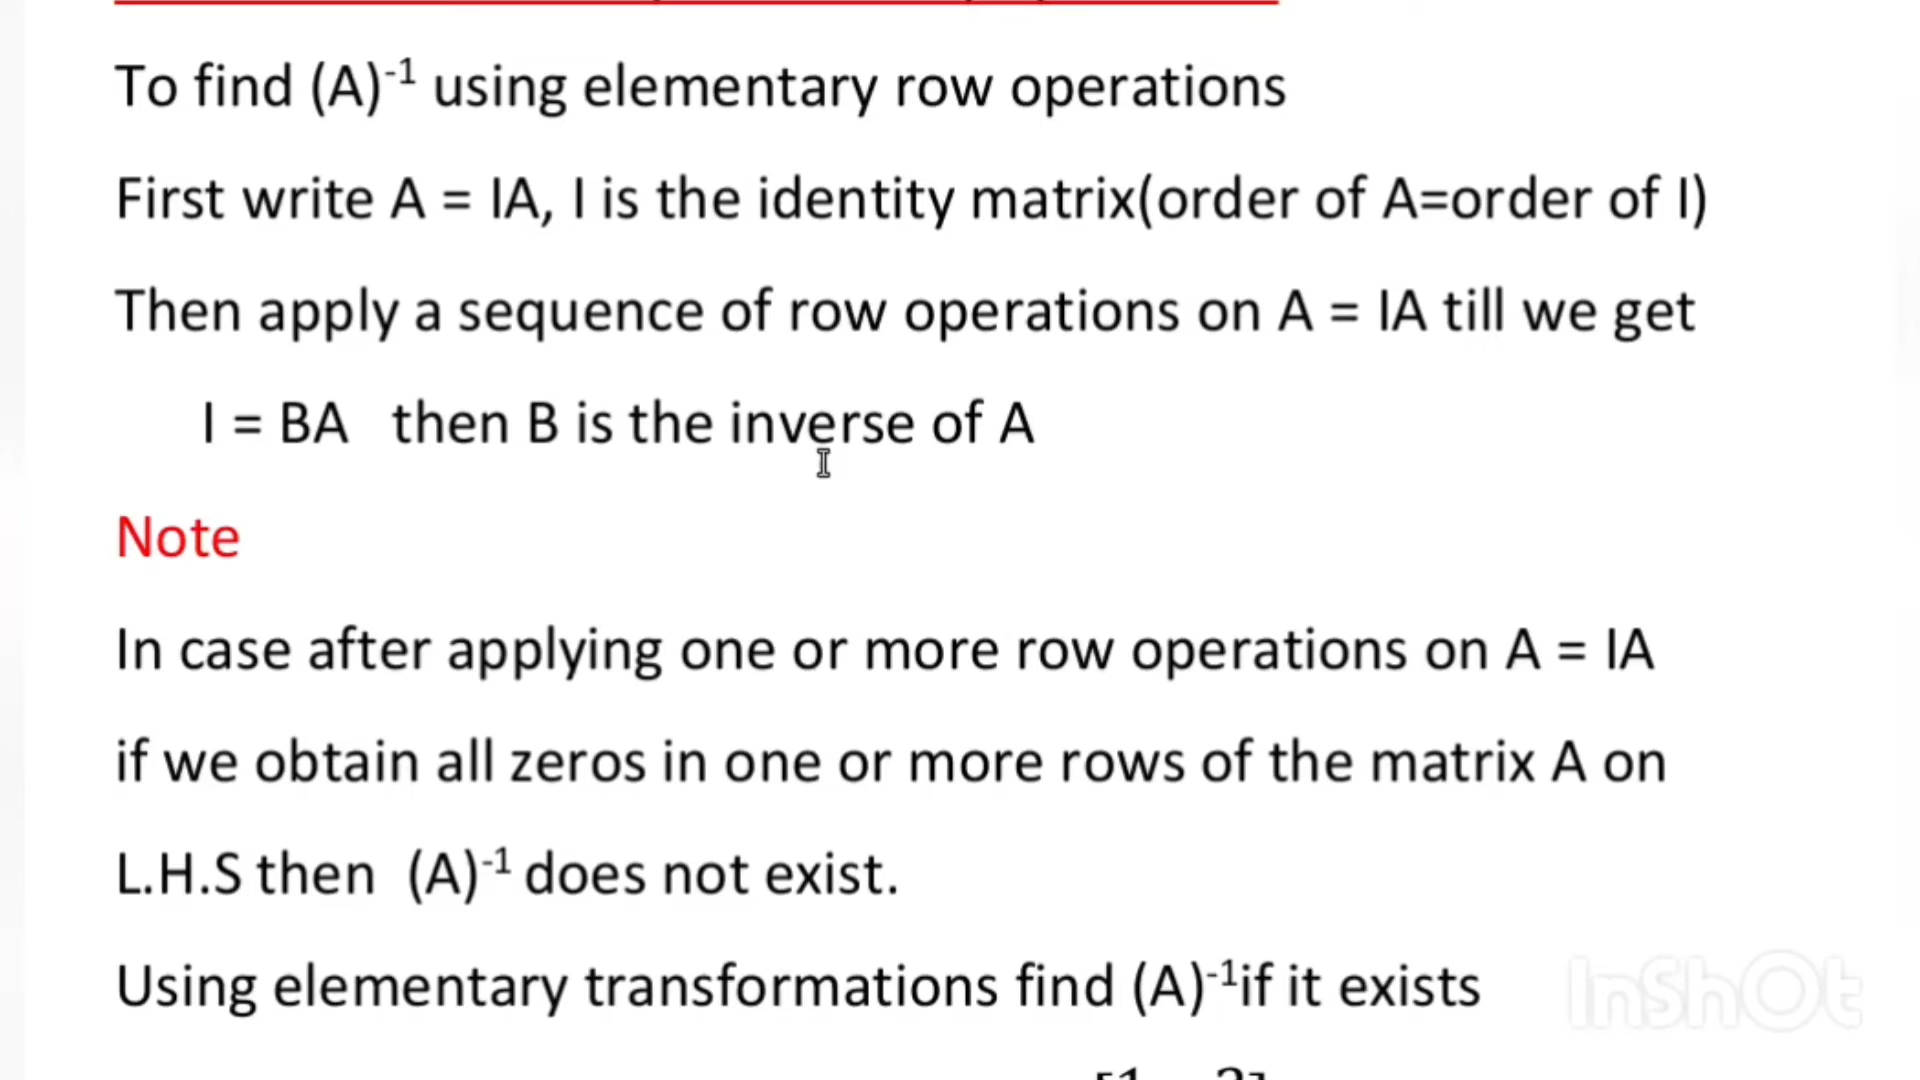 To find (A)⁻¹ using elementary row operations
First write A = IA, I is the identity matrix(order of A=order of I)
Then apply a sequence of row operations on A = IA till we get
I = BA then B is the inverse of A
Note
In case after applying one or more row operations on A = IA
if we obtain all zeros in one or more rows of the matrix A on
L.H.S then (A)⁻¹ does not exist.
Using elementary transformations find (A)⁻¹if it exists
InShOt